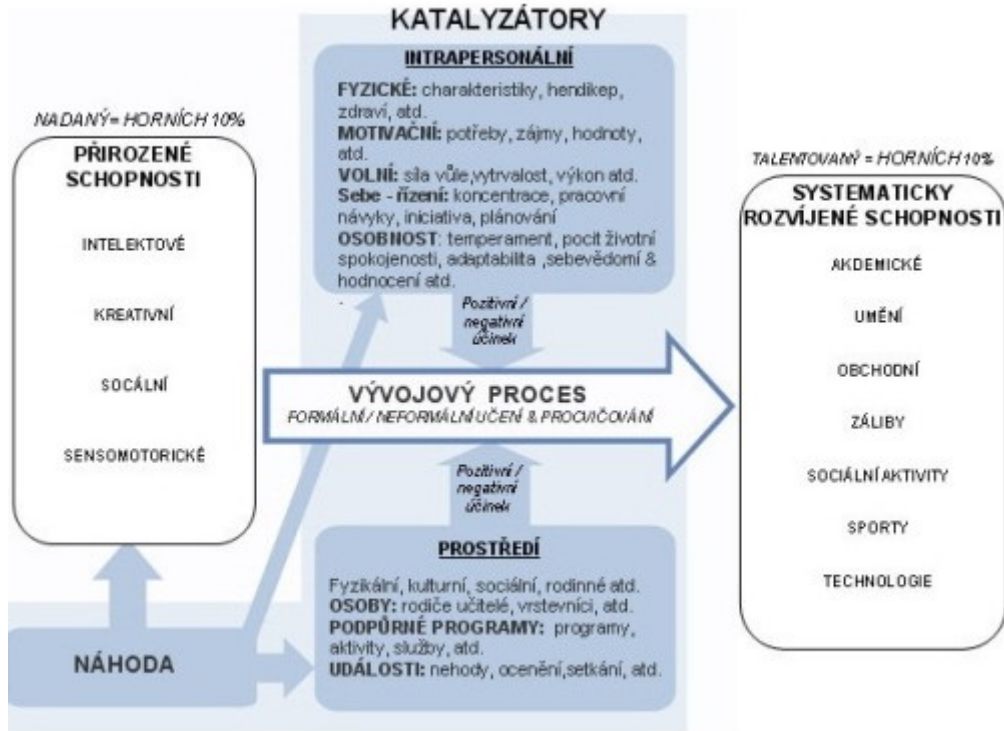 KATALYZÁTORY
INTRAPERSONÁLNÍ
FYZICKÉ: charakteristiky, hendikep,
zdraví, atd.
MOTIVAČNÍ: potřeby, zájmy, hodnoty,
atd.
VOLNÍ: síla vůle,vytrvalost, výkon atd.
Sebe - řízení: koncentrace, pracovní
návyky, iniciativa, plánování
OSOBNOST: temperament, pocit životní
spokojenosti, adaptabilita ,sebevědomí &
hodnocení atd.
.
NADANÝ= HORNÍCH 10%
PŘIROZENÉ
SCHOPNOSTI
INTELEKTOVÉ
KREATIVNÍ
SOCÁLNÍ
SENSOMOTORICKÉ
Pozitivní /
negativní
účinek
VÝVOJOVÝ PROCES
FORMÁLNÍ / NEFORMÁLNÍ UČENÍ & PROCVIČOVÁNÍ
Pozitivní /
negativní
účinek
PROSTŘEDÍ
Fyzikální, kulturní, sociální, rodinné atd.
OSOBY: rodiče učitelé, vrstevníci, atd.
PODPŮRNÉ PROGRAMY: programy,
aktivity, služby, atd.
UDÁLOSTI: nehody, ocenění,setkání, atd.
NÁHODA
TALENTOVANÝ = HORNÍCH 10%
SYSTEMATICKY
ROZVÍJENÉ SCHOPNOSTI
AKDEMICKÉ
UMĚNÍ
OBCHODNÍ
ZÁLIBY
SOCIÁLNÍ AKTIVITY
SPORTY
TECHNOLOGIE